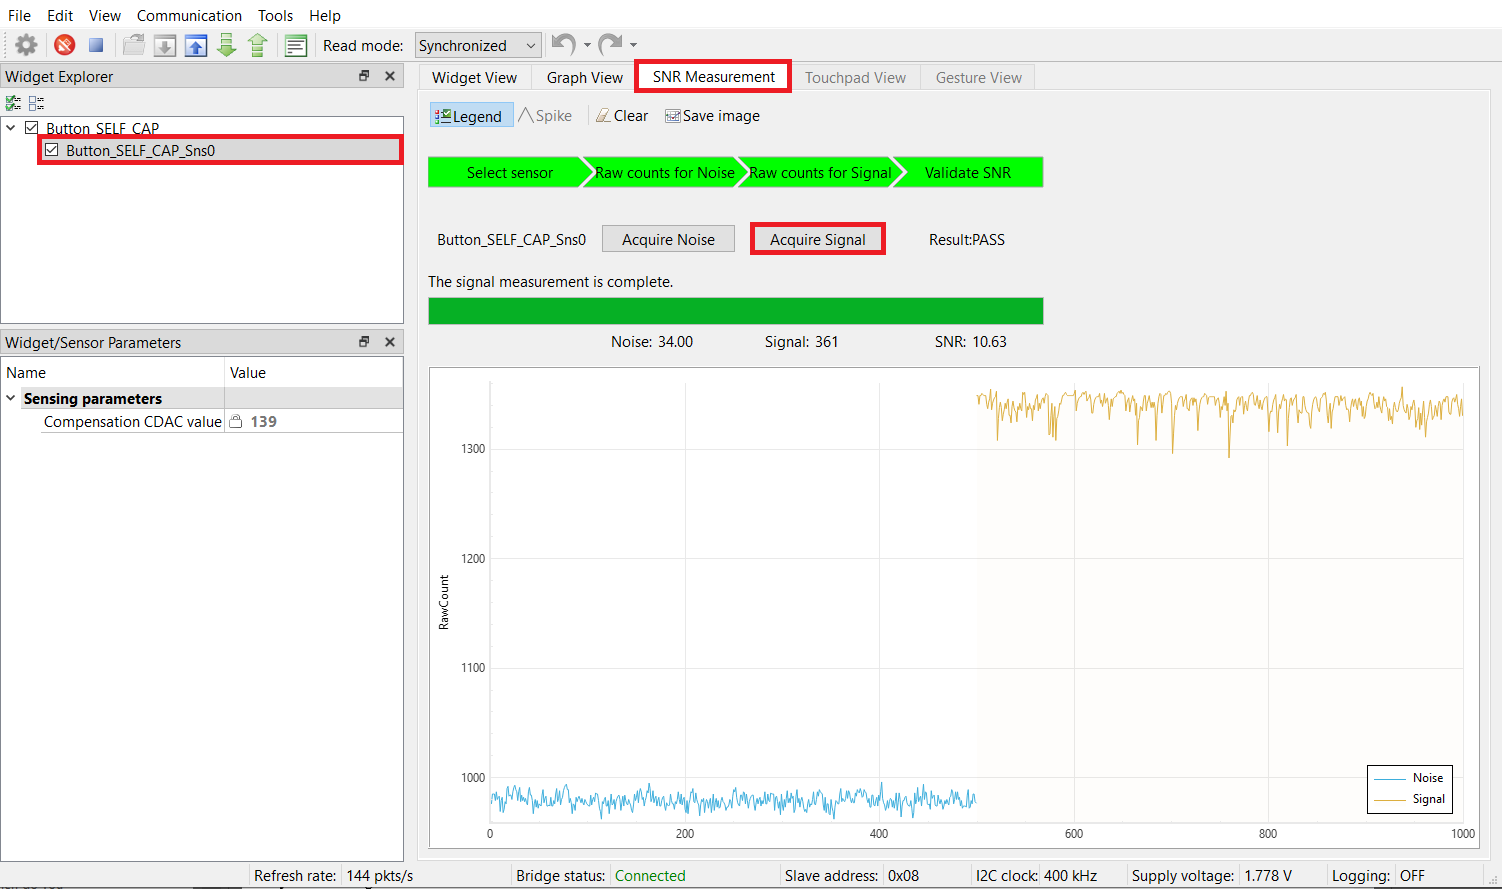 File Edit View Communication Tools Help
Read mode: Synchronized
Widget Explorer
Button_SELF_CAP
Button_SELF_CAP_Sns0
Widget/Sensor Parameters
Name Value
Sensing parameters
Compensation CDAC value 139
Widget View Graph View SNR Measurement Touchpad View Gesture View
Legend Spike Clear Save image
Select sensor Raw counts for Noise Raw counts for Signal Validate SNR
Button_SELF_CAP_Sns0 Acquire Noise Acquire Signal Result:PASS
The signal measurement is complete.
Noise: 34.00 Signal: 361 SNR: 10.63
1300
1200
RawCount
1100
1000
Noise
Signal
0 200 400 600 800 1000
Refresh rate: 144 pkts/s Bridge status: Connected Slave address: 0x08 I2C clock: 400 kHz Supply voltage: 1.778 V Logging: OFF